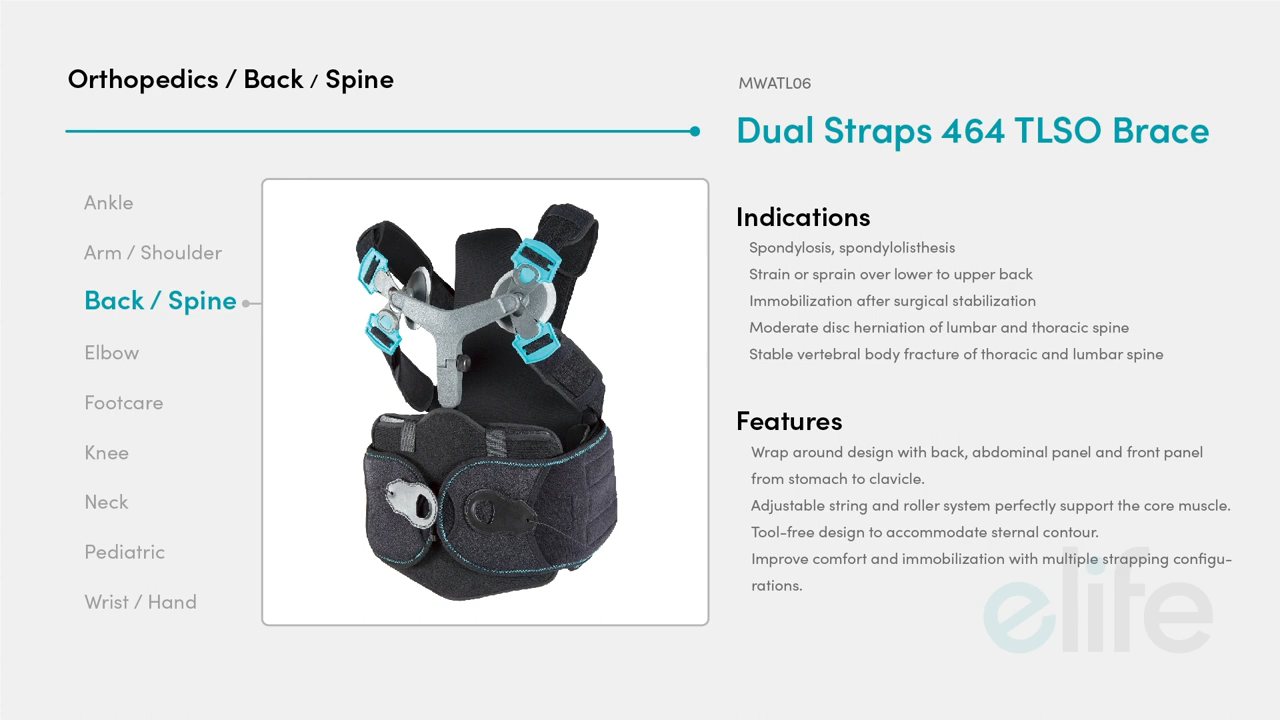 Orthopedics / Back / Spine
MWATL06
Dual Straps 464 TLSO Brace
Ankle
Arm / Shoulder
Back / Spine
Elbow
Footcare
Knee
Neck
Pediatric
Wrist / Hand
Indications
Spondylosis, spondylolisthesis
Strain or sprain over lower to upper back
Immobilization after surgical stabilization
Moderate disc herniation of lumbar and thoracic spine
Stable vertebral body fracture of thoracic and lumbar spine
Features
Wrap around design with back, abdominal panel and front panel
from stomach to clavicle.
Adjustable string and roller system perfectly support the core muscle.
Tool-free design to accommodate sternal contour.
Improve comfort and immobilization with multiple strapping configu-
rations.
elife